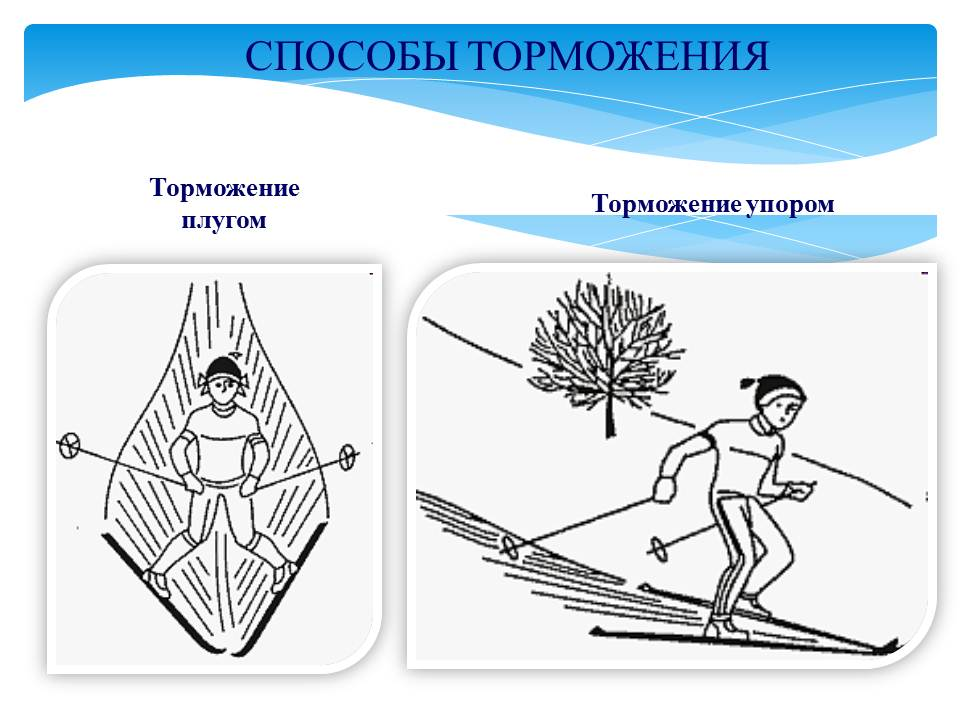 СПОСОБЫ ТОРМОЖЕНИЯ
Торможение
плугом
Торможение упором